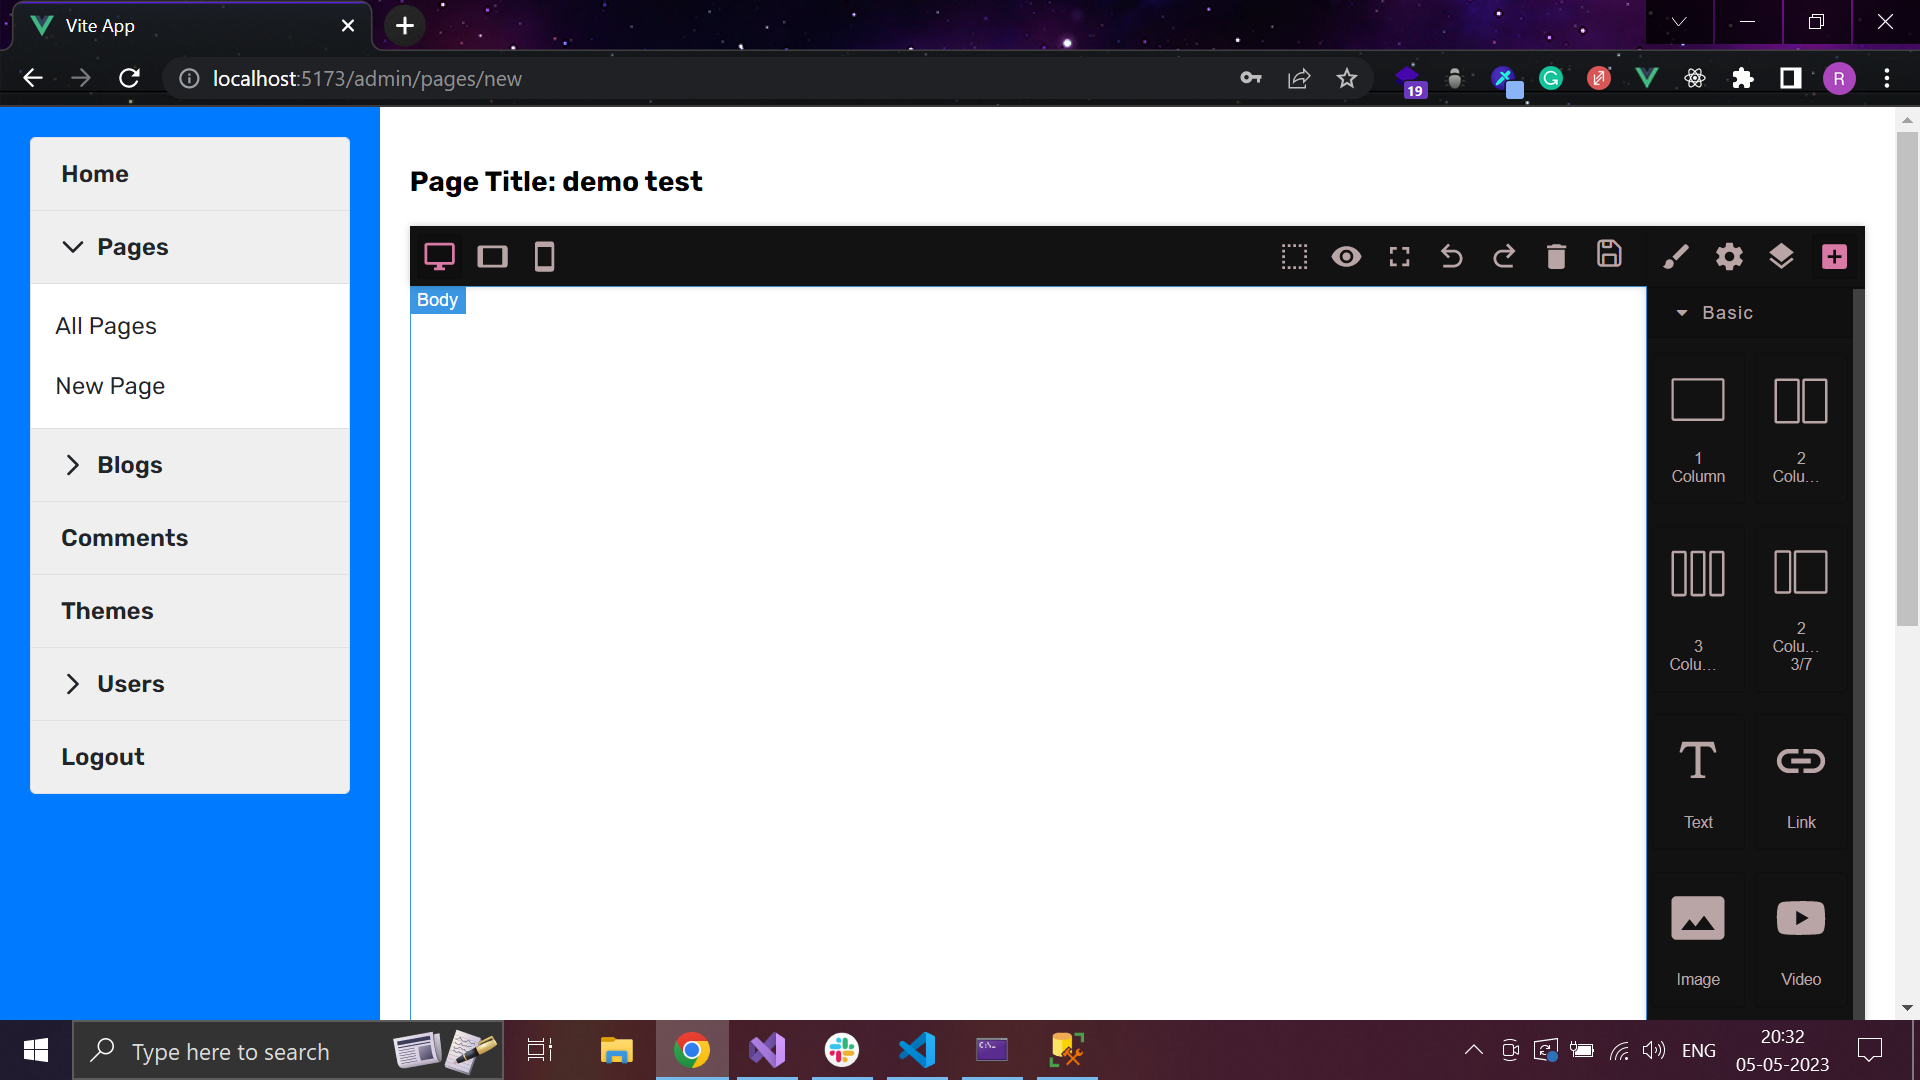 Vite App
localhost:5173/admin/pages/new
19
R
Home
Pages
All Pages
New Page
Blogs
Comments
Themes
Users
Logout
Page Title: demo test
Body
Basic
1
Column
2
Colu...
3
Colu...
2
Colu...
3/7
Text
Link
Image
Video
Type here to search
ENG
20:32
05-05-2023